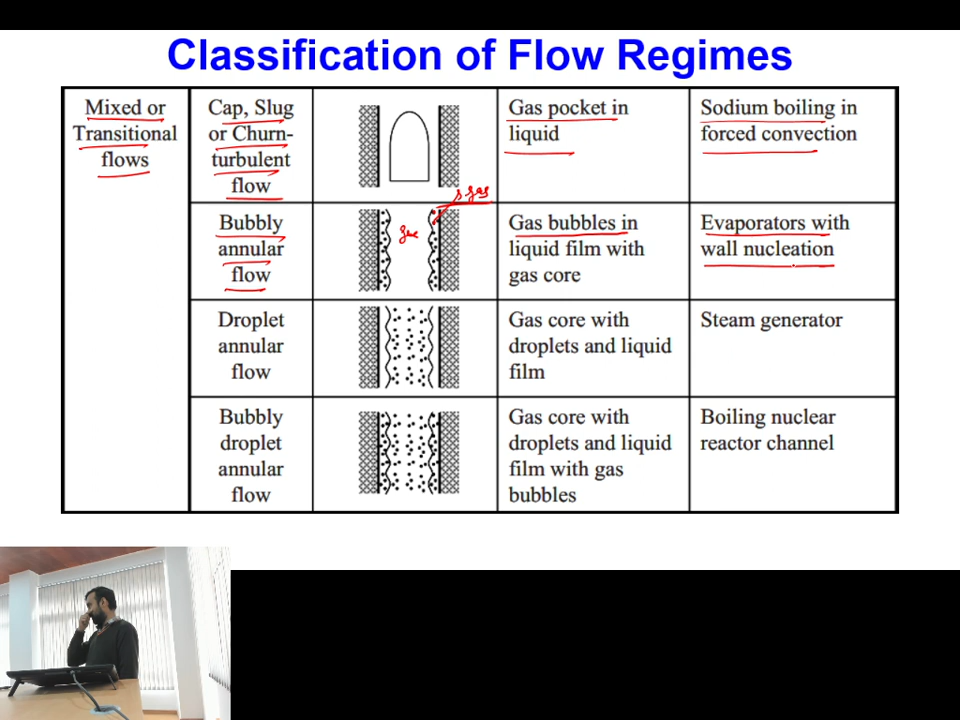 Classification of Flow Regimes
Mixed or
Transitional
flows
Cap, Slug
or Churn-
turbulent
flow
Gas pocket in
liquid
Sodium boiling in
forced convection
Bubbly
annular
flow
gas
Gas bubbles in
liquid film with
gas core
Evaporators with
wall nucleation
Droplet
annular
flow
Gas core with
droplets and liquid
film
Steam generator
Bubbly
droplet
annular
flow
Gas core with
droplets and liquid
film with gas
bubbles
Boiling nuclear
reactor channel